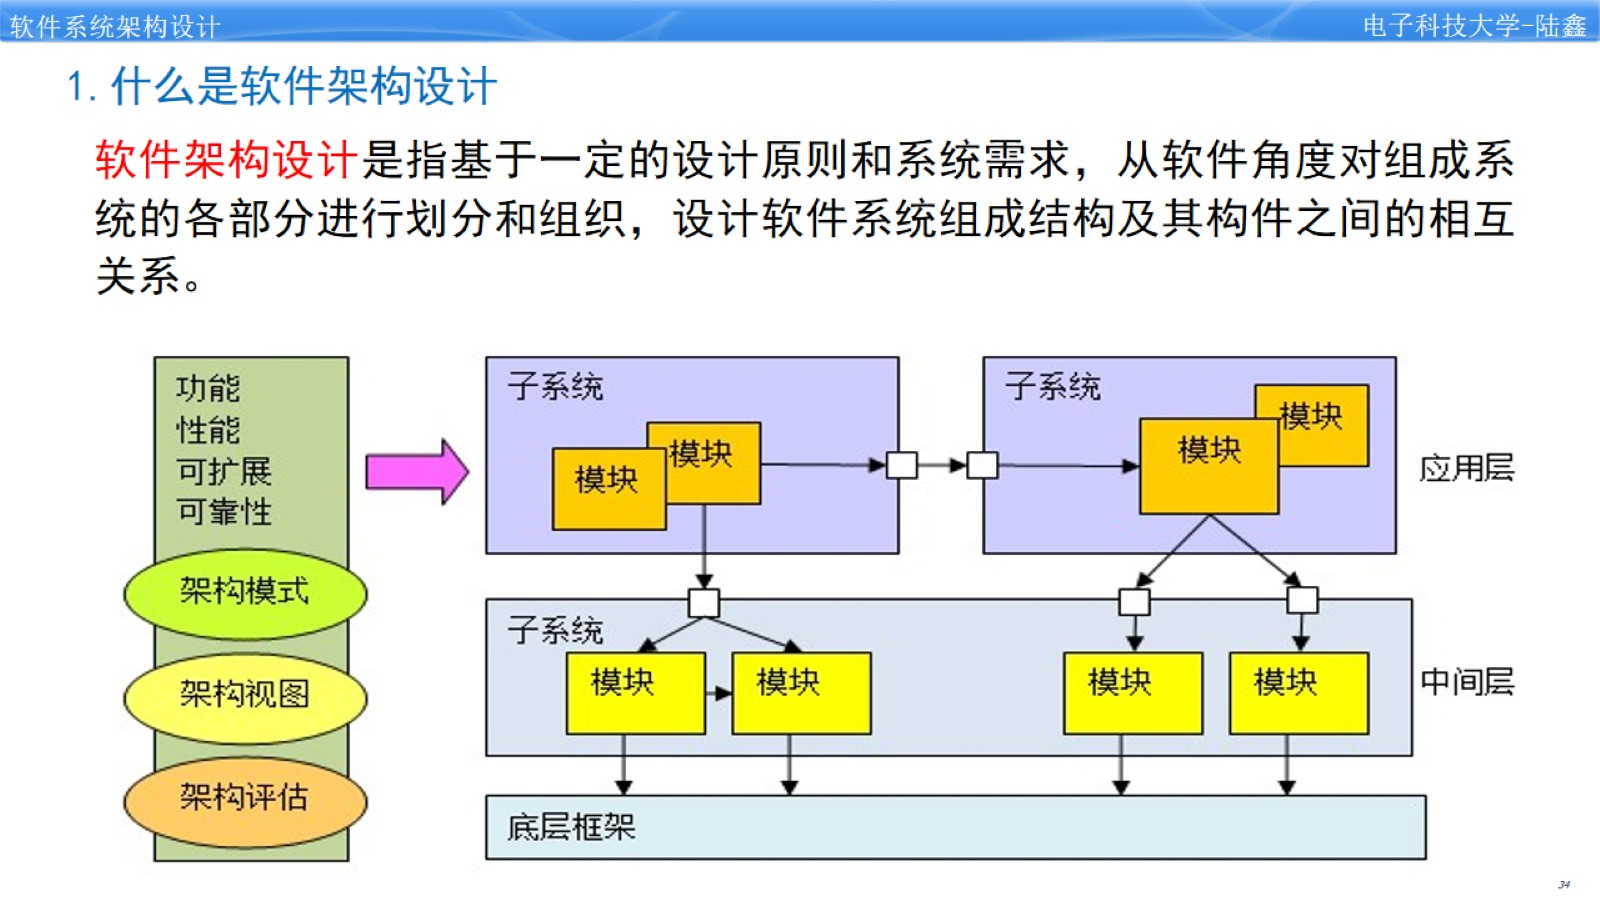 软件系统架构设计
电子科技大学-陆鑫
1.什么是软件架构设计
软件架构设计是指基于一定的设计原则和系统需求，从软件角度对组成系
统的各部分进行划分和组织，设计软件系统组成结构及其构件之间的相互
关系。
功能
性能
可扩展
可靠性
架构模式
架构视图
架构评估
子系统
模块
模块
子系统
模块
模块
应用层
子系统
模块
模块
模块
模块
中间层
底层框架
34